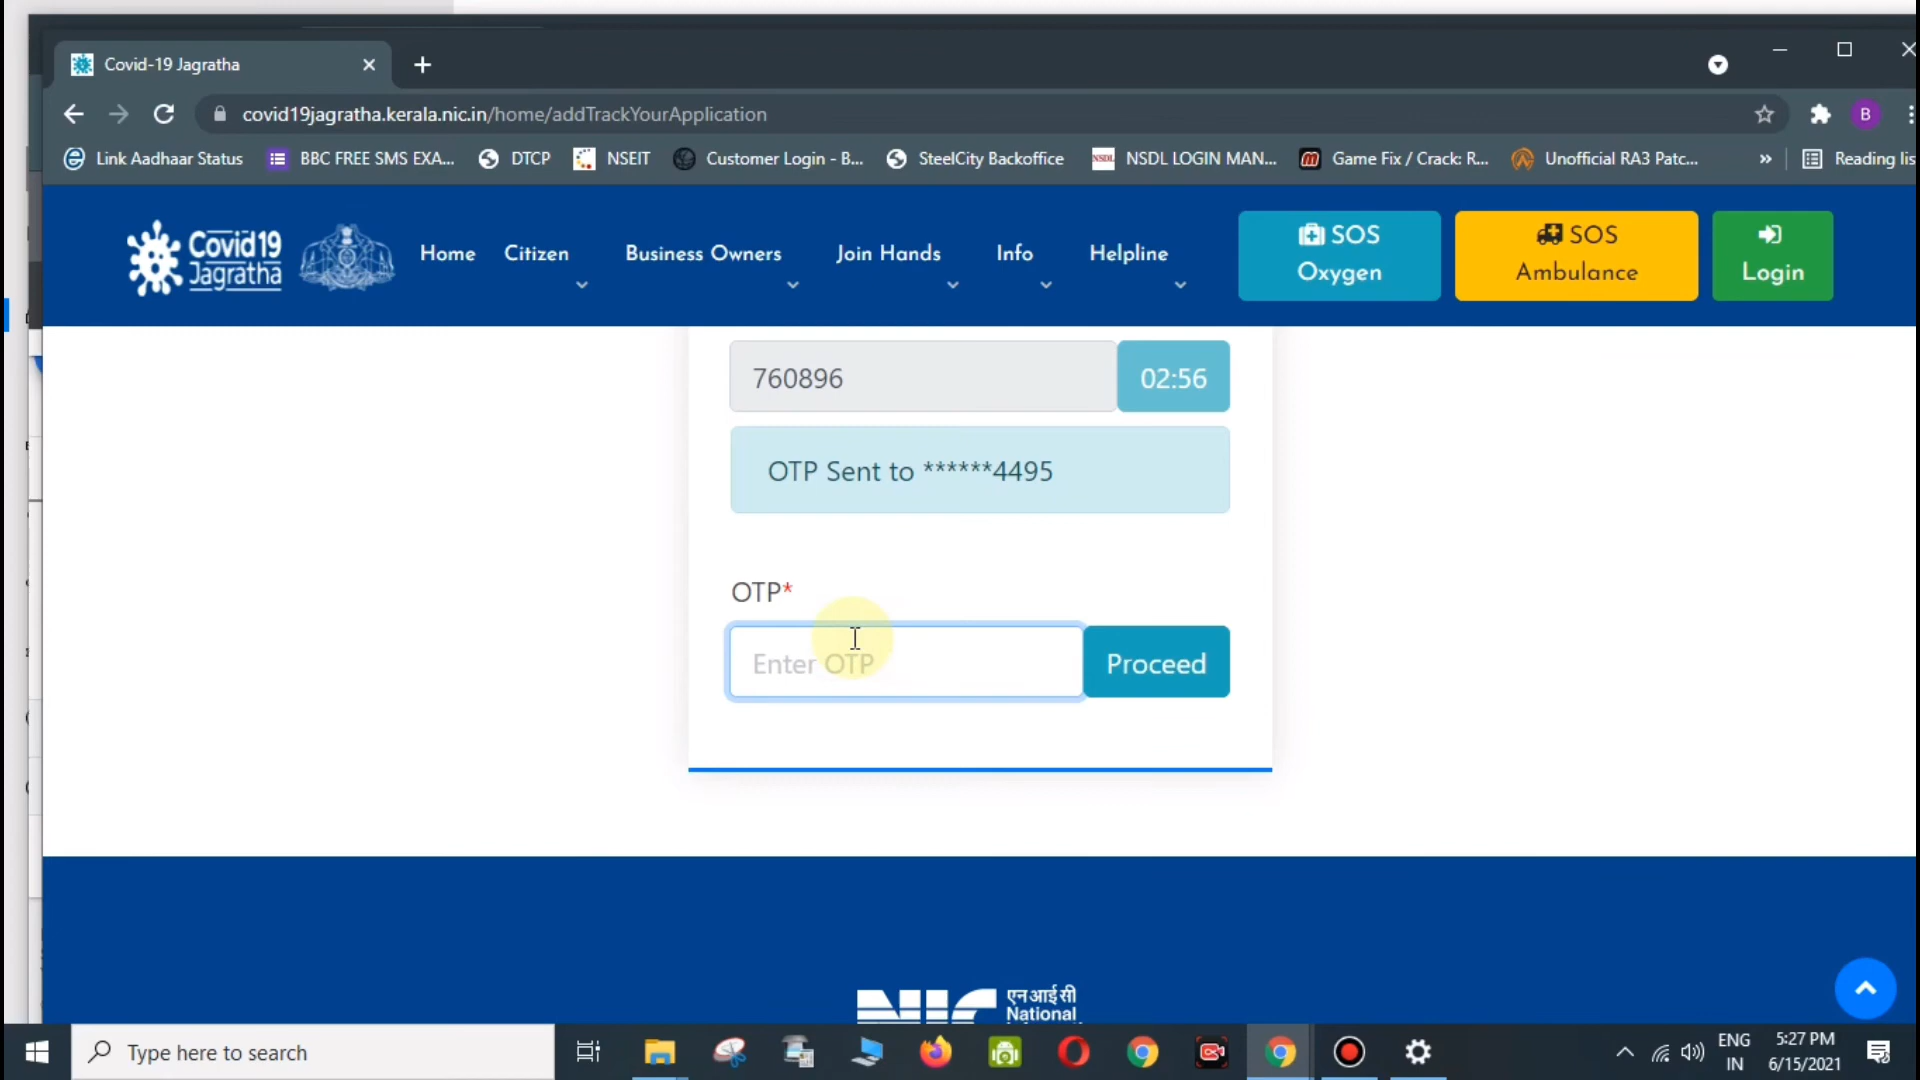 Covid-19 Jagratha
covid19jagratha.kerala.nic.in/home/addTrackYourApplication
B
Link Aadhaar Status
BBC FREE SMS EXA...
DTCP
NSEIT
Customer Login - B...
SteelCity Backoffice
NSDL LOGIN MAN...
Game Fix / Crack: R...
Unofficial RA3 Patc...
»
Reading lis
Covid19
Jagratha
Home
Citizen
Business Owners
Join Hands
Info
Helpline
SOS
Oxygen
SOS
Ambulance
Login
760896
02:56
OTP Sent to ******4495
OTP*
Enter OTP
Proceed
NIC
एन आई सी
National
Type here to search
ENG
IN
5:27 PM
6/15/2021